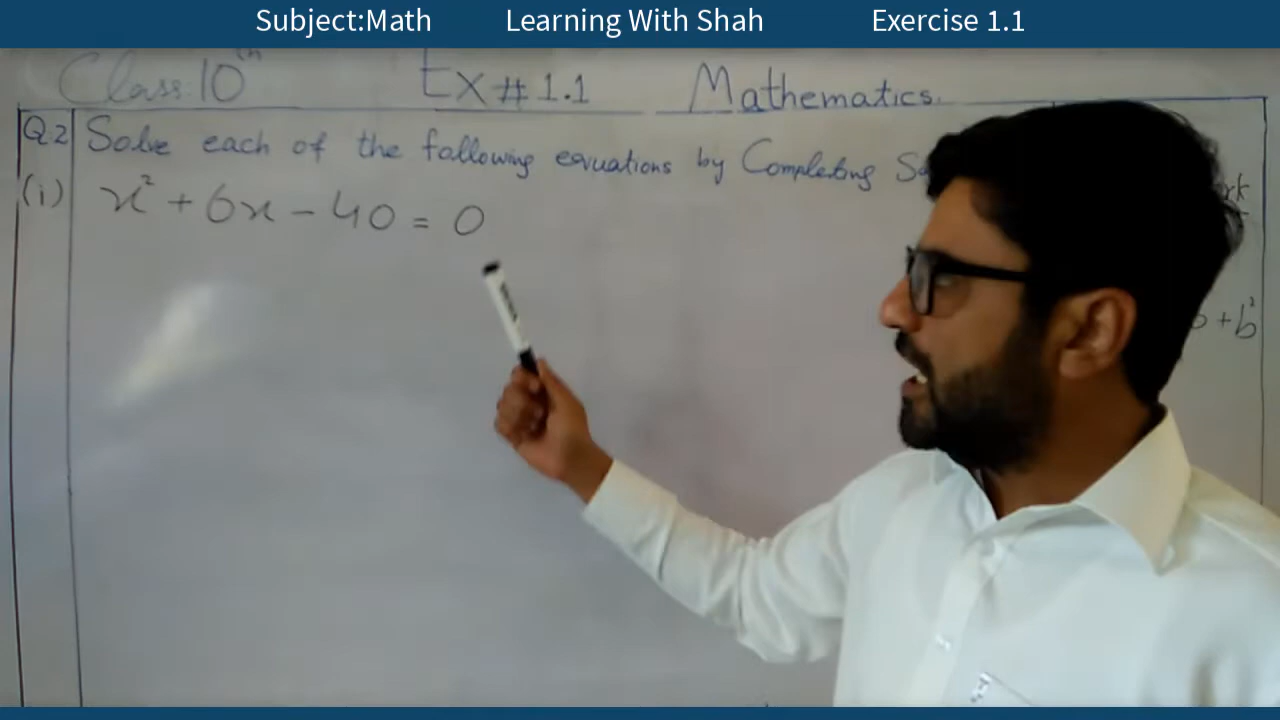 Subject:Math Learning With Shah Exercise 1.1
Class:10th Ex # 1.1 Mathematics.
Q2 Solve each of the following equations by Completing
(i) x² + 6x - 40 = 0
+ b²